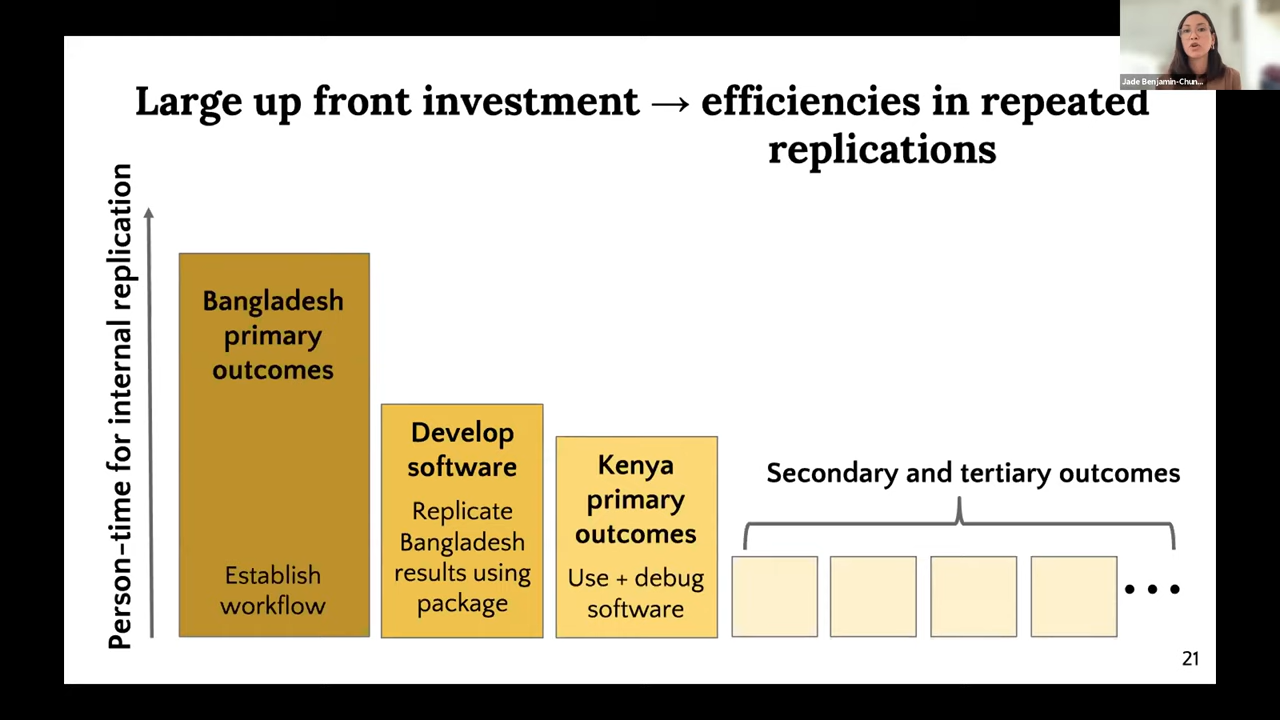 Jade Benjamin-Chun...
Large up front investment → efficiencies in repeated
replications
Person-time for internal replication
Bangladesh
primary
outcomes
Establish
workflow
Develop
software
Replicate
Bangladesh
results using
package
Kenya
primary
outcomes
Use + debug
software
Secondary and tertiary outcomes
• • •
21